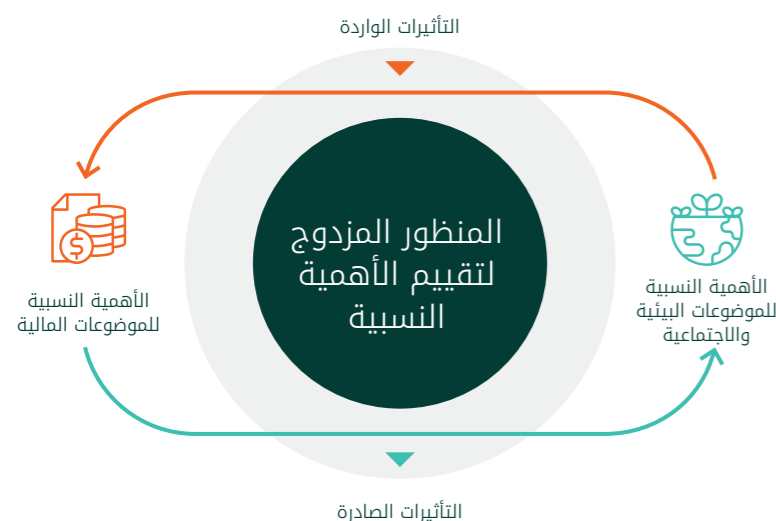 التأثيرات الواردة
المنظور المزدوج
لتقييم الأهمية
النسبية
الأهمية النسبية
للموضوعات البيئية
والاجتماعية
الأهمية النسبية
للموضوعات المالية
التأثيرات الصادرة